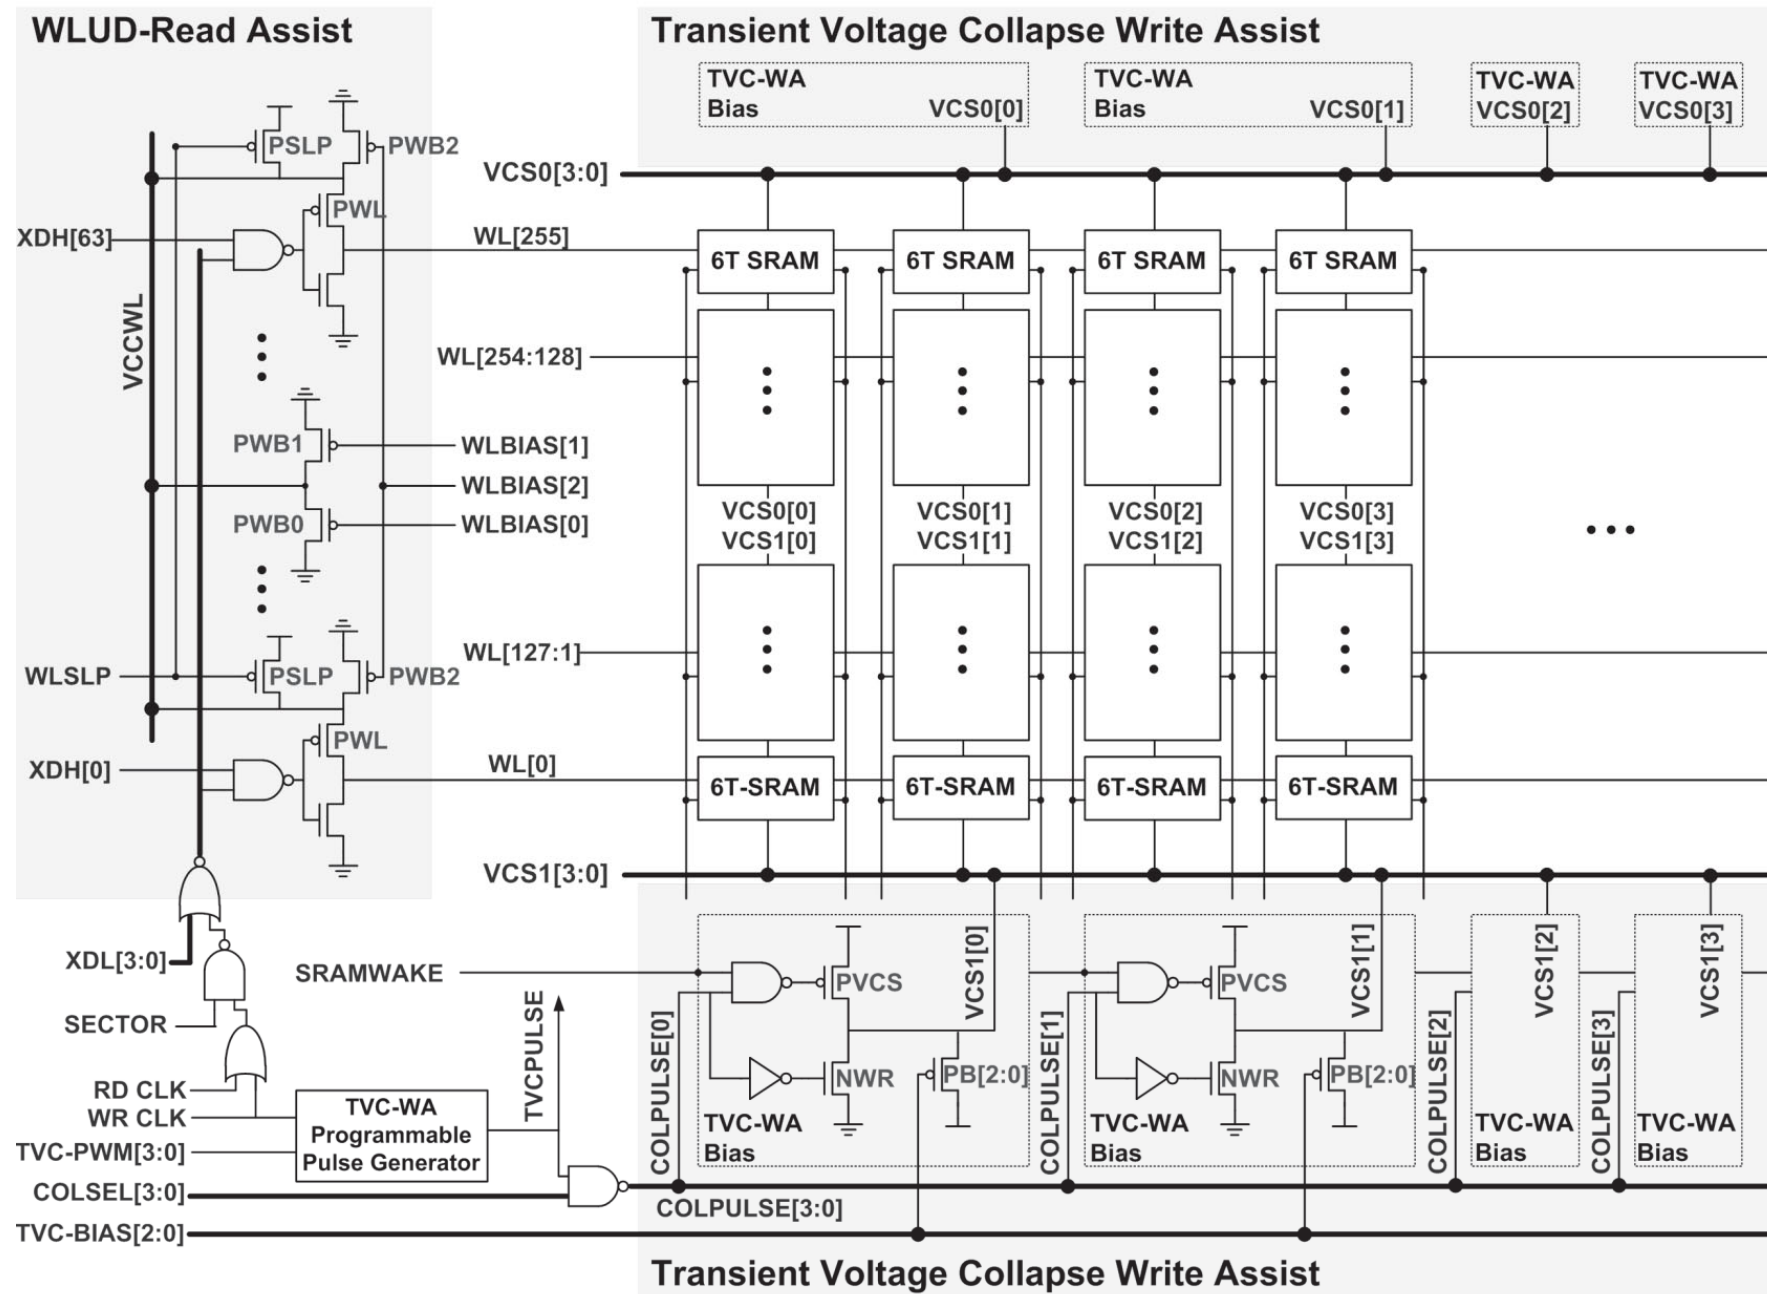 WLUD-Read Assist
Transient Voltage Collapse Write Assist
TVC-WA
Bias
VCS0[0]
TVC-WA
Bias
VCS0[1]
TVC-WA
VCS0[2]
TVC-WA
VCS0[3]
PSLP
PWB2
VCS0[3:0]
PWL
XDH[63]
WL[255]
6T SRAM
6T SRAM
6T SRAM
6T SRAM
VCCWL
WL[254:128]
PWB1
WLBIAS[1]
WLBIAS[2]
PWB0
WLBIAS[0]
VCS0[0]
VCS1[0]
VCS0[1]
VCS1[1]
VCS0[2]
VCS1[2]
VCS0[3]
VCS1[3]
WL[127:1]
WLSLP
PSLP
PWB2
PWL
XDH[0]
WL[0]
6T-SRAM
6T-SRAM
6T-SRAM
6T-SRAM
VCS1[3:0]
XDL[3:0]
SRAMWAKE
SECTOR
RD CLK
WR CLK
TVC-PWM[3:0]
COLSEL[3:0]
TVC-BIAS[2:0]
TVC-WA
Programmable
Pulse Generator
TVCPULSE
COLPULSE[0]
PVCS
VCS1[0]
NWR
PB[2:0]
TVC-WA
Bias
COLPULSE[1]
PVCS
VCS1[1]
NWR
PB[2:0]
TVC-WA
Bias
COLPULSE[2]
VCS1[2]
TVC-WA
Bias
COLPULSE[3]
VCS1[3]
TVC-WA
Bias
COLPULSE[3:0]
Transient Voltage Collapse Write Assist